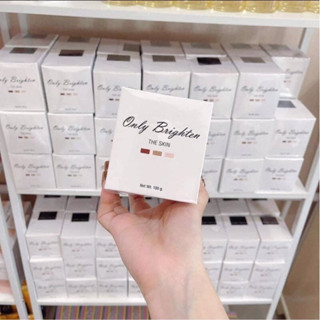 Only Brighten
THE SKIN
Net Wt. 100 g